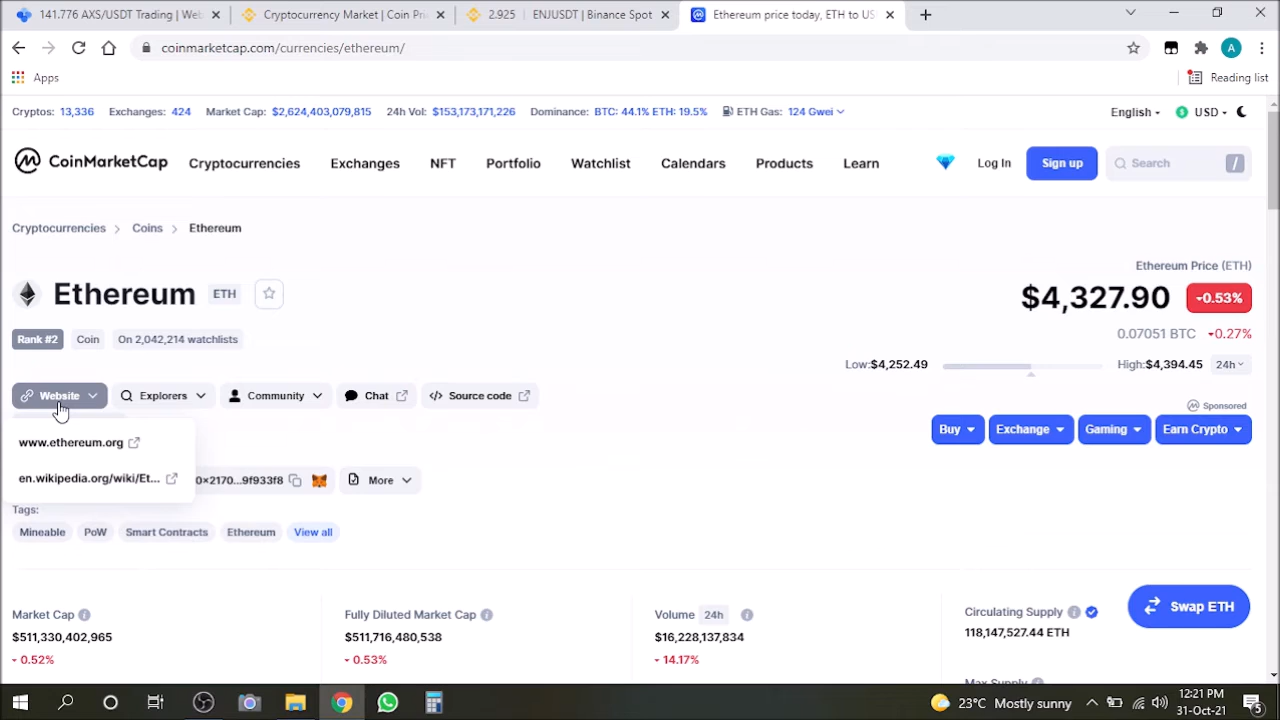 141.776 AXS/USDT Trading | Web
Cryptocurrency Market | Coin Pri
2.925 | ENJUSDT | Binance Spot
Ethereum price today, ETH to US
coinmarketcap.com/currencies/ethereum/
A
Apps
Reading list
Cryptos: 13,336 Exchanges: 424 Market Cap: $2,624,403,079,815 24h Vol: $153,173,171,226 Dominance: BTC: 44.1% ETH: 19.5% ETH Gas: 124 Gwei
English
USD
CoinMarketCap
Cryptocurrencies Exchanges NFT Portfolio Watchlist Calendars Products Learn
Log In
Sign up
Search /
Cryptocurrencies > Coins > Ethereum
Ethereum Price (ETH)
Ethereum ETH
$4,327.90 -0.53%
Rank #2 Coin On 2,042,214 watchlists
0.07051 BTC 0.27%
Low:$4,252.49 High:$4,394.45 24h
Website Explorers Community Chat Source code
Sponsored
Buy Exchange Gaming Earn Crypto
www.ethereum.org
en.wikipedia.org/wiki/Et...
0x2170...9f933f8 More
Tags:
Mineable PoW Smart Contracts Ethereum View all
Market Cap
$511,330,402,965
0.52%
Fully Diluted Market Cap
$511,716,480,538
0.53%
Volume 24h
$16,228,137,834
14.17%
Circulating Supply
118,147,527.44 ETH
Max Supply
Swap ETH
23°C Mostly sunny
12:21 PM
31-Oct-21
5